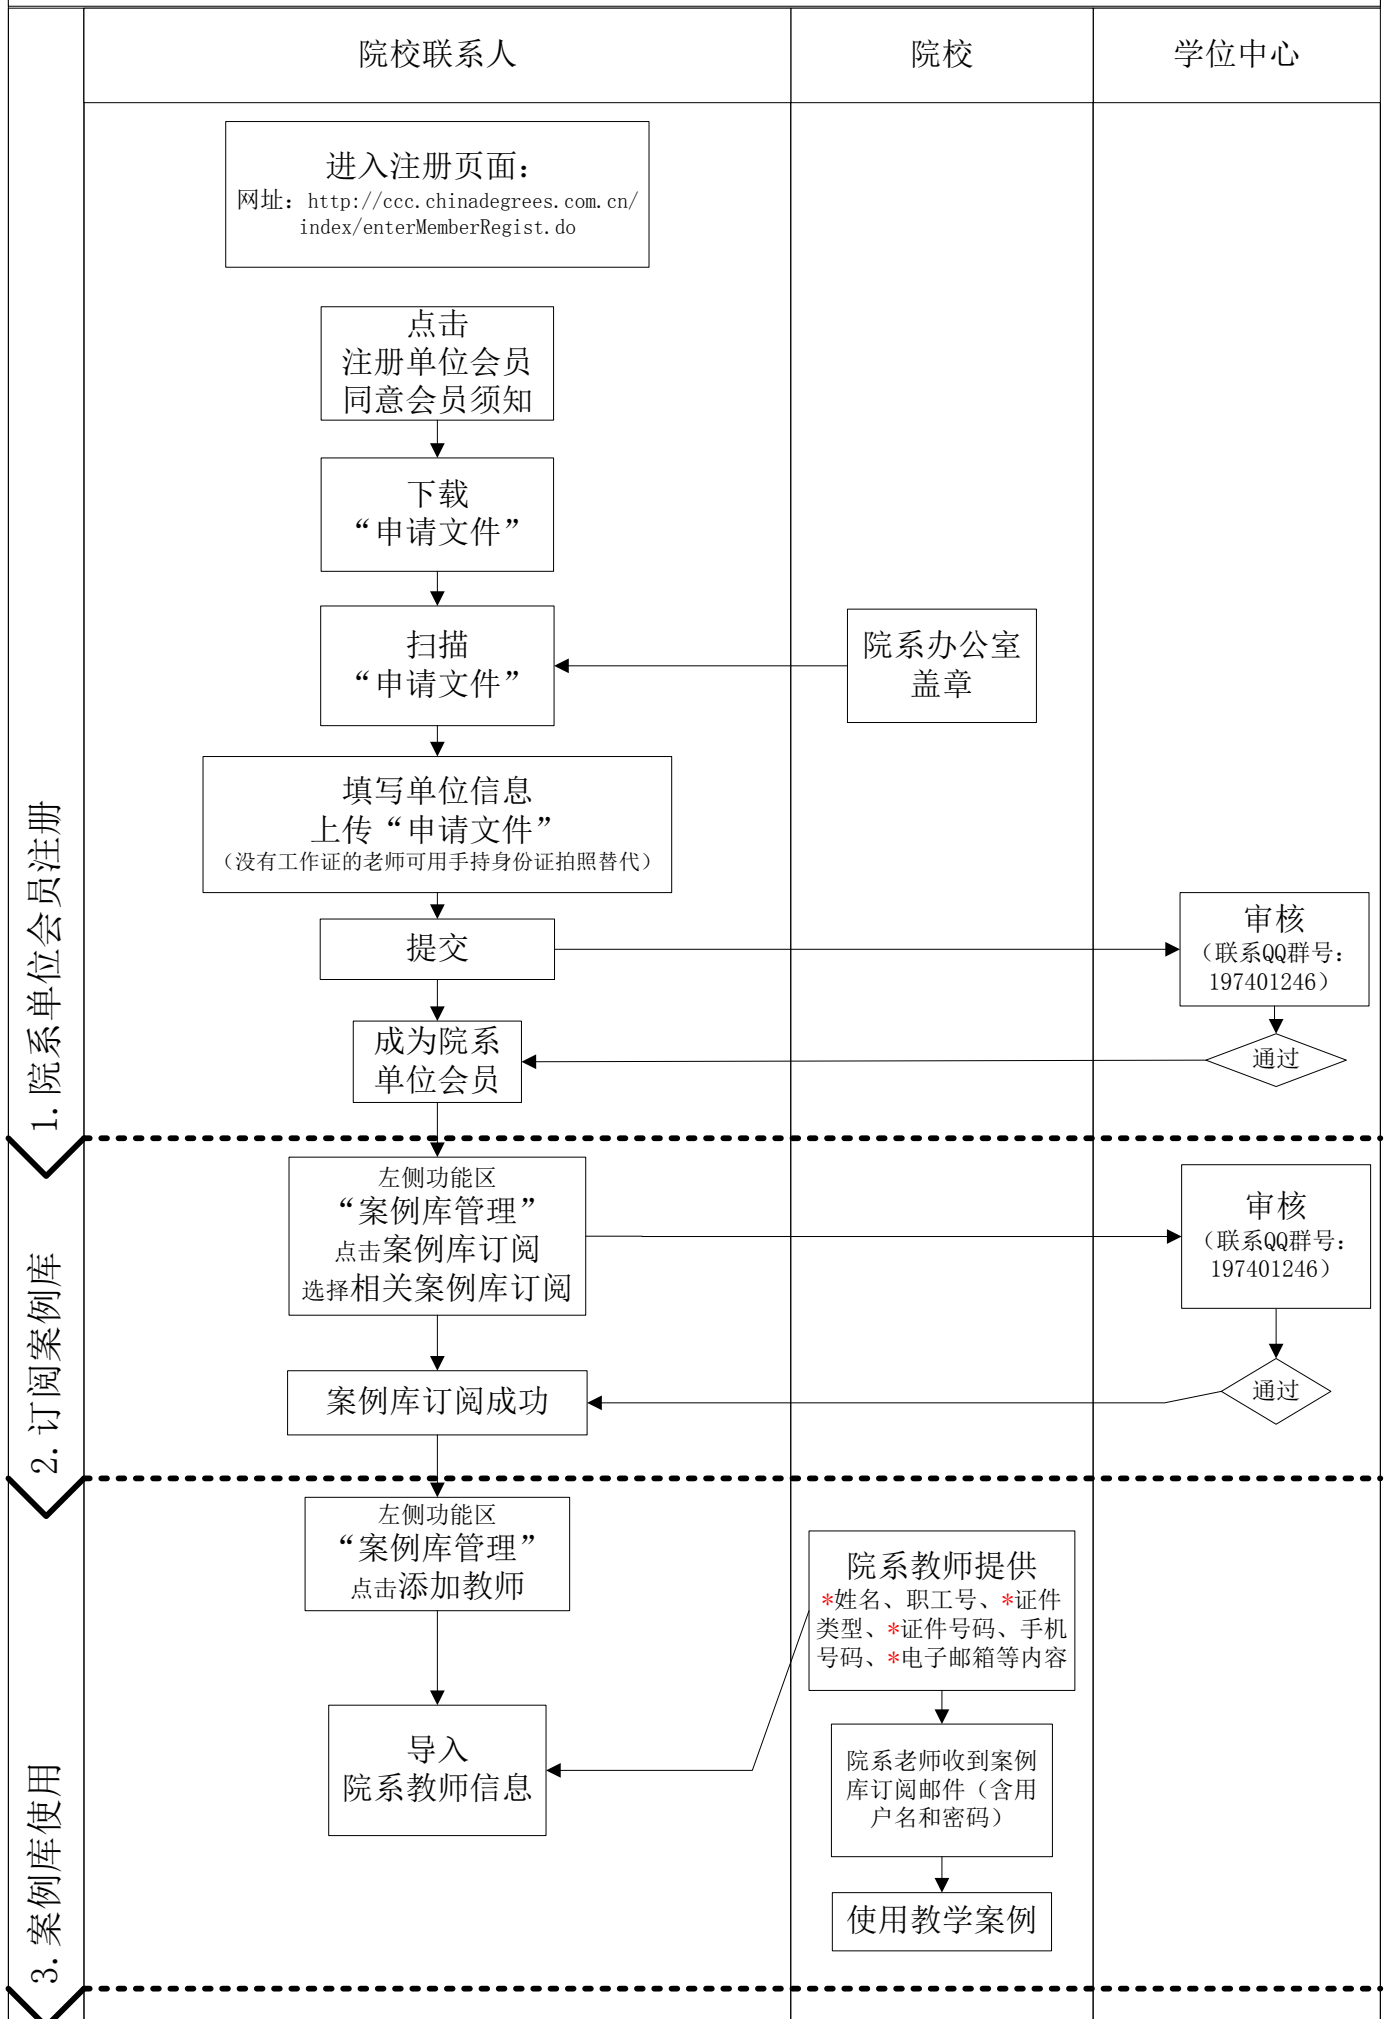 院校联系人
院校
学位中心
1. 院系单位会员注册
进入注册页面：
网址：http://ccc.chinadegrees.com.cn/
index/enterMemberRegist.do
点击
注册单位会员
同意会员须知
下载
“申请文件”
扫描
“申请文件”
院系办公室
盖章
填写单位信息
上传“申请文件”
（没有工作证的老师可用手持身份证拍照替代）
提交
审核
（联系QQ群号：
197401246）
通过
成为院系
单位会员
2. 订阅案例库
左侧功能区
“案例库管理”
点击案例库订阅
选择相关案例库订阅
审核
（联系QQ群号：
197401246）
通过
案例库订阅成功
3. 案例库使用
左侧功能区
“案例库管理”
点击添加教师
院系教师提供
*姓名、职工号、*证件
类型、*证件号码、手机
号码、*电子邮箱等内容
导入
院系教师信息
院系老师收到案例
库订阅邮件（含用
户名和密码）
使用教学案例